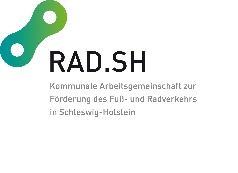 RAD.SH
Kommunale Arbeitsgemeinschaft zur
Förderung des Fuß- und Radverkehrs
in Schleswig-Holstein